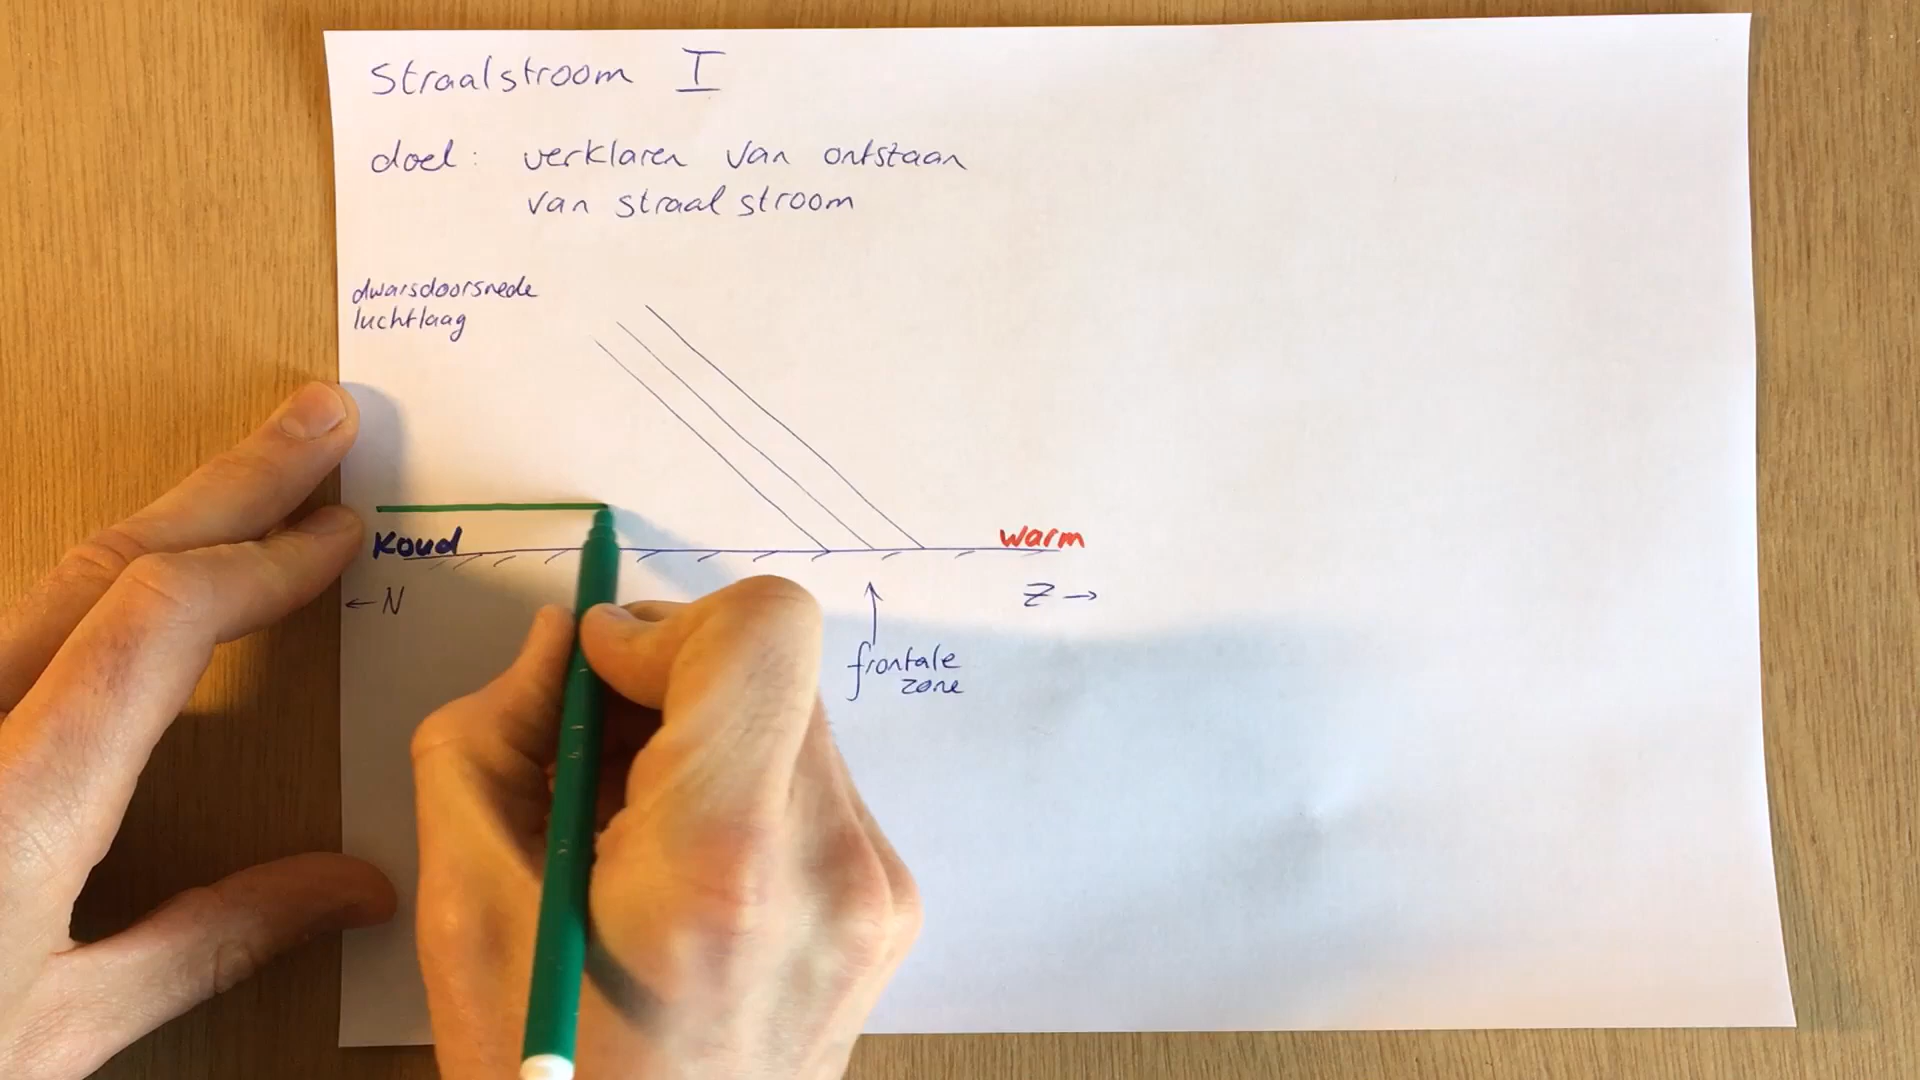 Straalstroom I
doel: verklaren van ontstaan
van straalstroom
dwarsdoorsnede
luchtlaag
Koud
warm
← N
Z →
frontale
zone